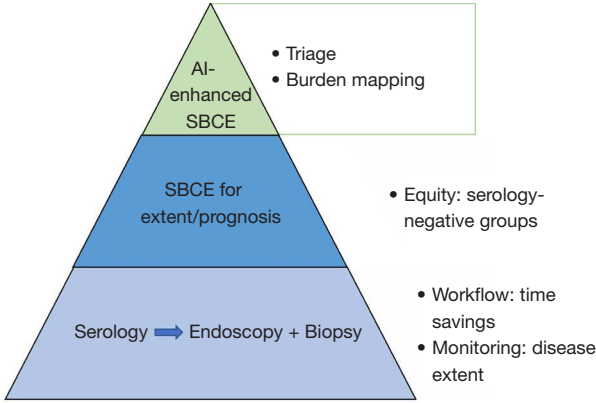 AI-
enhanced
SBCE
• Triage
• Burden mapping
SBCE for
extent/prognosis
• Equity: serology-
negative groups
Serology Endoscopy + Biopsy
• Workflow: time
savings
• Monitoring: disease
extent